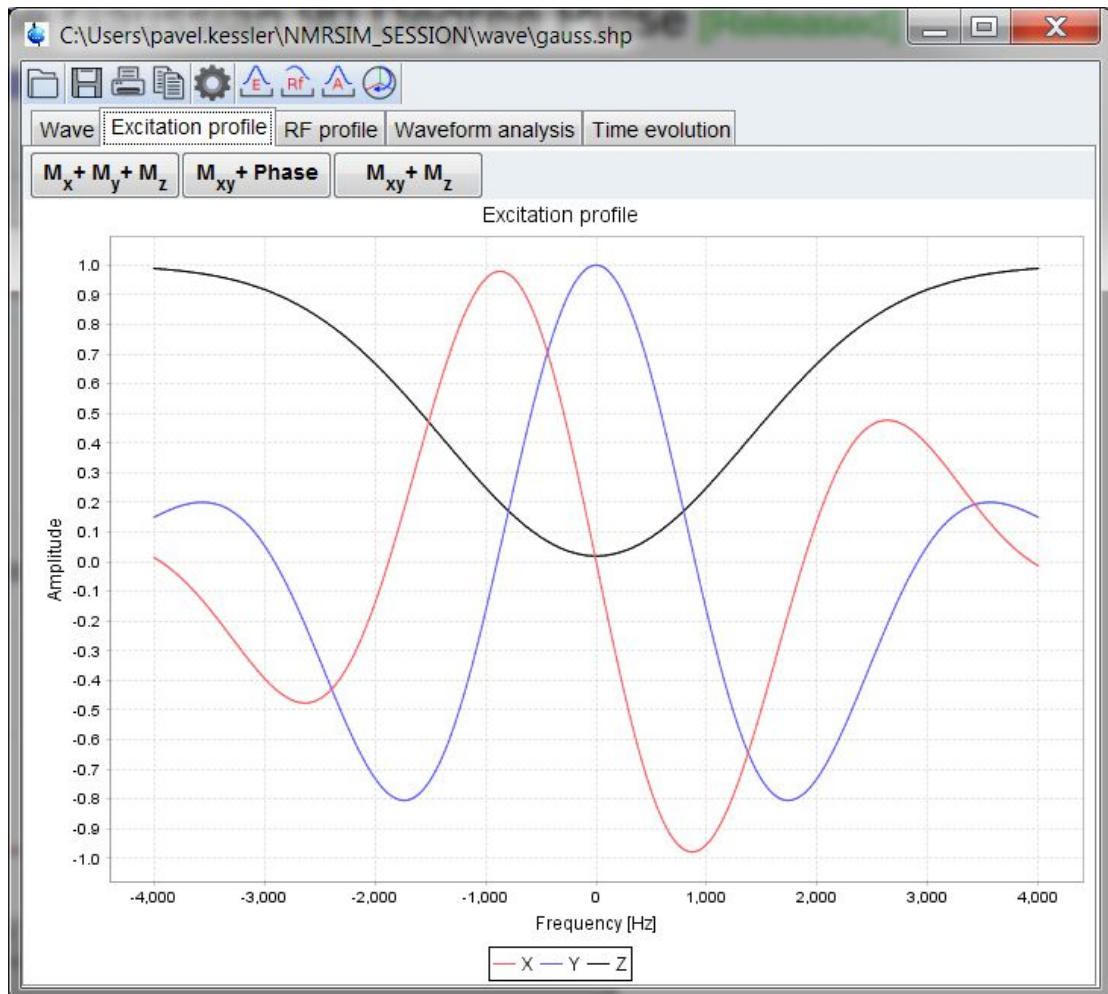 Phase [Released]
C:\Users\pavel.kessler\NMRSIM_SESSION\wave\gauss.shp
E Rf A
Wave Excitation profile RF profile Waveform analysis Time evolution
Mx+ My+ Mz Mxy+ Phase Mxy+ Mz
Excitation profile
1.0
0.9
0.8
0.7
0.6
0.5
0.4
0.3
0.2
0.1
0.0
-0.1
-0.2
-0.3
-0.4
-0.5
-0.6
-0.7
-0.8
-0.9
-1.0
Amplitude
-4,000 -3,000 -2,000 -1,000 0 1,000 2,000 3,000 4,000
Frequency [Hz]
X Y Z